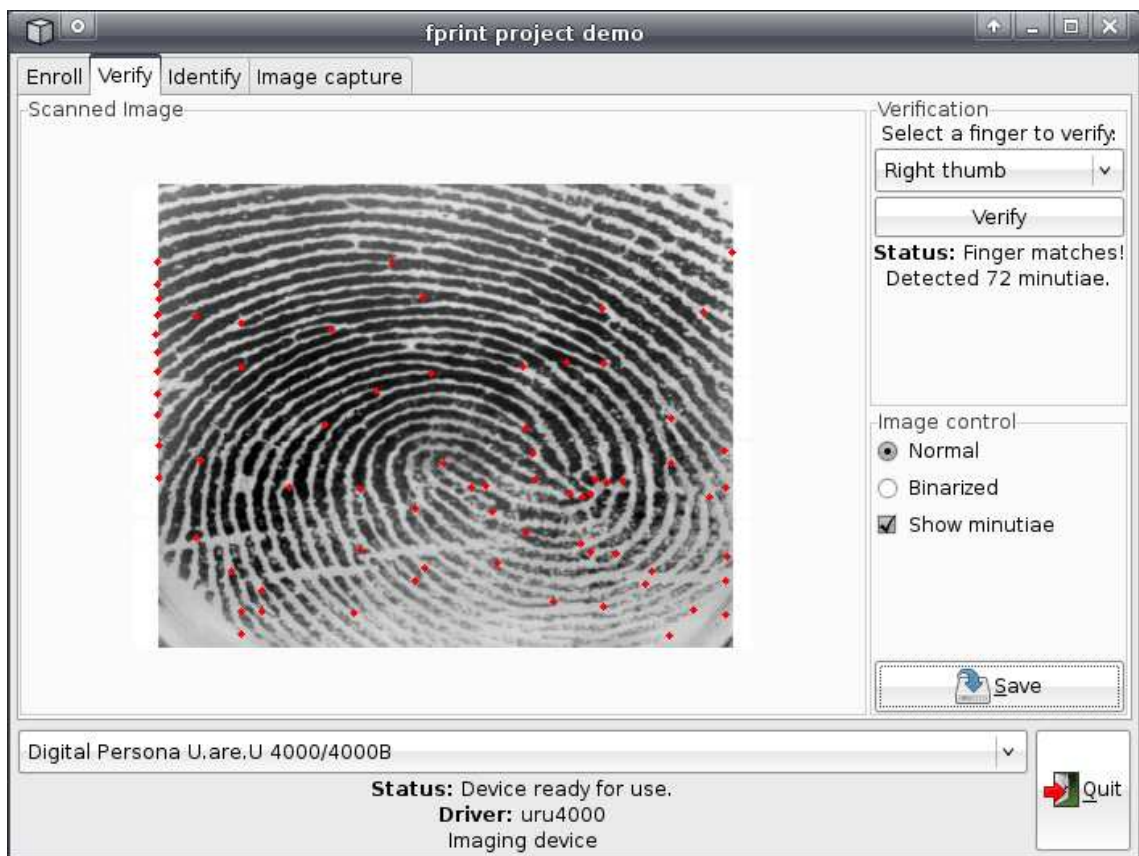 fprint project demo
Enroll Verify Identify Image capture
Scanned Image
Verification
Select a finger to verify:
Right thumb
Verify
Status: Finger matches!
Detected 72 minutiae.
Image control
Normal
Binarized
Show minutiae
Save
Digital Persona U.are.U 4000/4000B
Status: Device ready for use.
Driver: uru4000
Imaging device
Quit